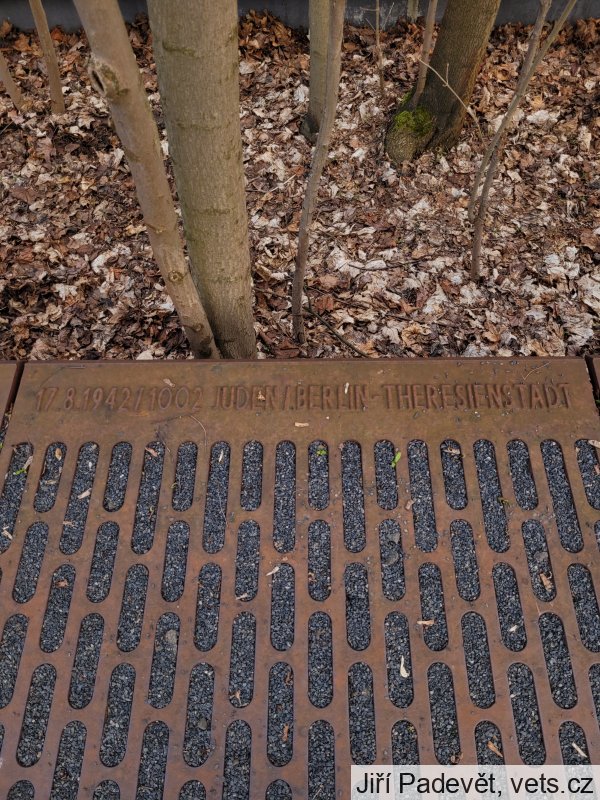 17.8.1942/1002 JUDEN/.BERLIN-THERESIENSTADT
Jiří Padevět, vets.cz